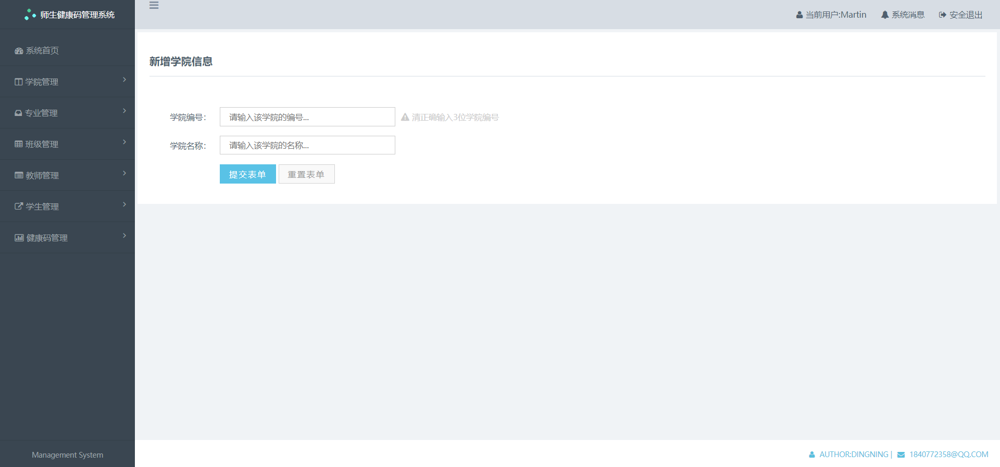 师生健康码管理系统
当前用户:Martin
系统消息
安全退出
系统首页
学院管理
专业管理
班级管理
教师管理
学生管理
健康码管理
Management System
新增学院信息
学院编号：
请输入该学院的编号...
清正确输入3位学院编号
学院名称：
请输入该学院的名称...
提交表单
重置表单
AUTHOR:DINGNING |
1840772358@QQ.COM